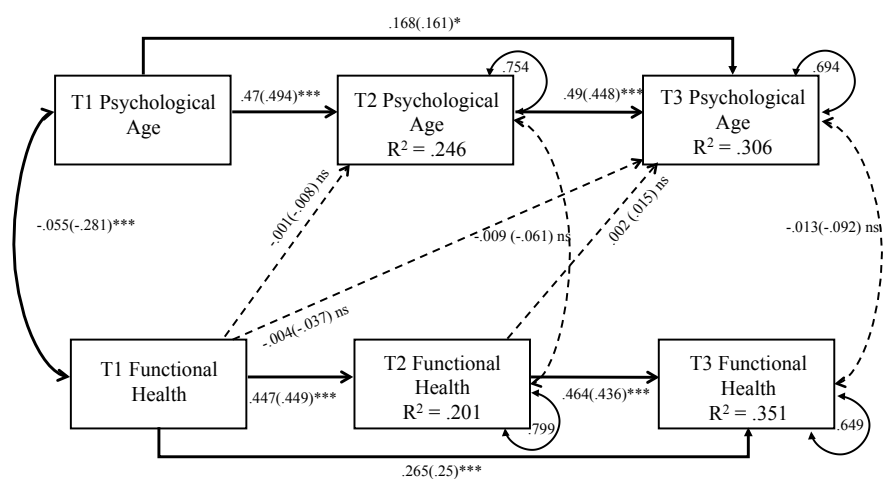 .168(.161)*
.754
.694
T1 Psychological
Age
.47(.494)***
T2 Psychological
Age
R² = .246
.49(.448)***
T3 Psychological
Age
R² = .306
-.055(-.281)***
-.001(-.008) ns
-.009 (-.061) ns
.002 (.015) ns
-.013(-.092) ns
-.004(-.037) ns
T1 Functional
Health
.447(.449)***
T2 Functional
Health
R² = .201
.464(.436)***
T3 Functional
Health
R² = .351
.799
.649
.265(.25)***